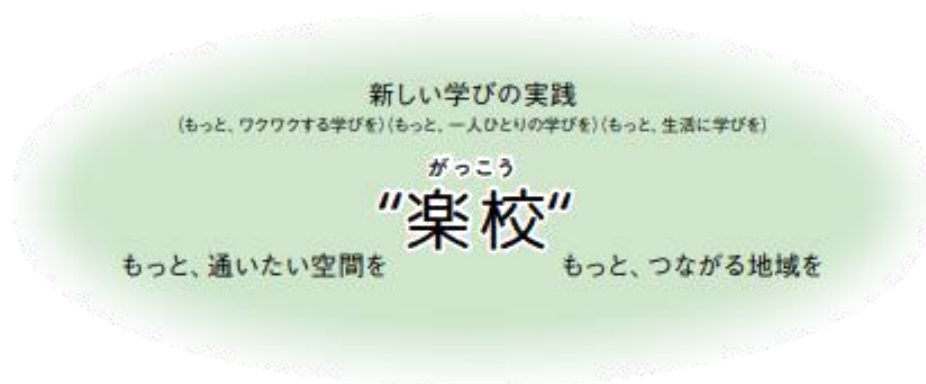 新しい学びの実践
(もっと、ワクワクする学びを)(もっと、一人ひとりの学びを)(もっと、生活に学びを)
がっこう
“楽校“
もっと、通いたい空間を
もっと、つながる地域を